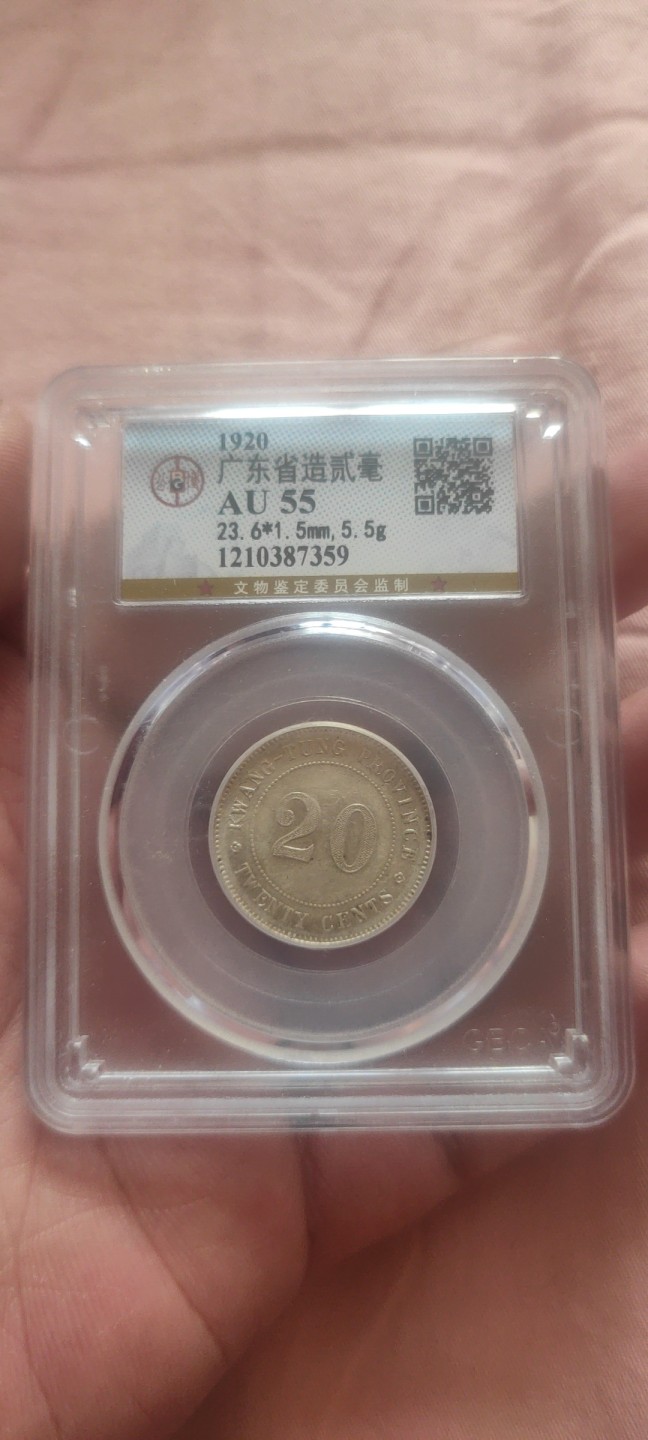 1920
广东省造贰毫
AU 55
23.6*1.5mm,5.5g
1210387359
文物鉴定委员会监制
KWANG-TUNG PROVINCE
20
TWENTY CENTS